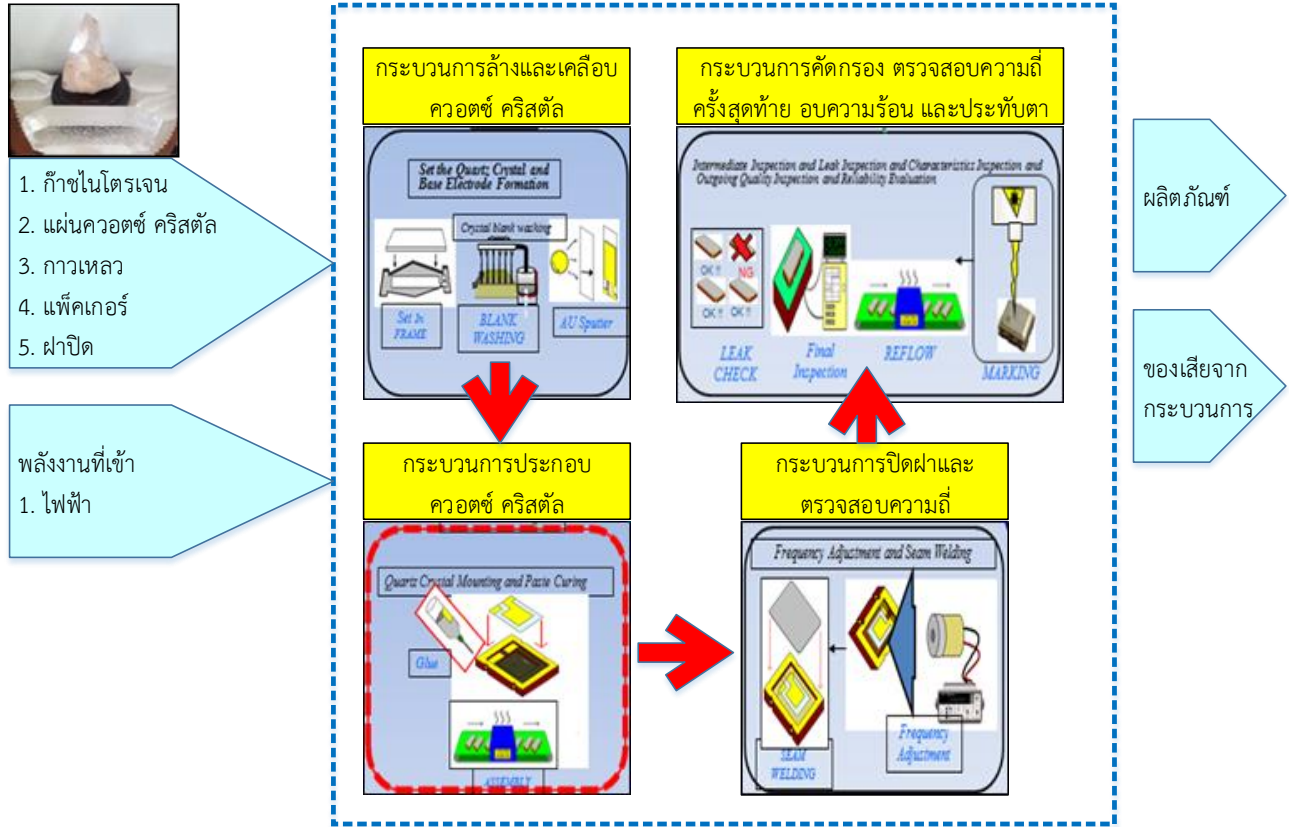 1. ก๊าซไนโตรเจน
2. แผ่นควอตซ์ คริสตัล
3. กาวเหลว
4. แพ็คเกอร์
5. ฝาปิด
พลังงานที่เข้า
1. ไฟฟ้า
กระบวนการล้างและเคลือบ
ควอตซ์ คริสตัล
Set the Quartz Crystal and
Base Electrode Formation
Crystal blank washing
Set In
FRAME
BLANK
WASHING
AU Sputter
กระบวนการประกอบ
ควอตซ์ คริสตัล
Quartz Crystal Mounting and Paste Curing
Glue
ASSEMBLY
กระบวนการปิดฝาและ
ตรวจสอบความถี่
Frequency Adjustment and Seam Welding
SEAM
WELDING
Frequency
Adjustment
กระบวนการคัดกรอง ตรวจสอบความถี่
ครั้งสุดท้าย อบความร้อน และประทับตา
Intermediate Inspection and Leak Inspection and Characteristics Inspection and
Outgoing Quality Inspection and Reliability Evaluation
OK !!
NG
OK !!
OK !!
LEAK
CHECK
Final
Inspection
REFLOW
MARKING
ผลิตภัณฑ์
ของเสียจาก
กระบวนการ